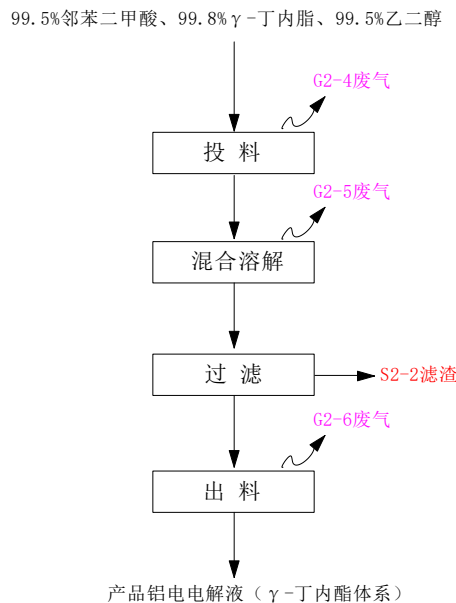 99.5%邻苯二甲酸、99.8%γ-丁内脂、99.5%乙二醇
G2-4废气
投 料
G2-5废气
混合溶解
过 滤
S2-2滤渣
G2-6废气
出 料
产品铝电电解液（γ-丁内酯体系）